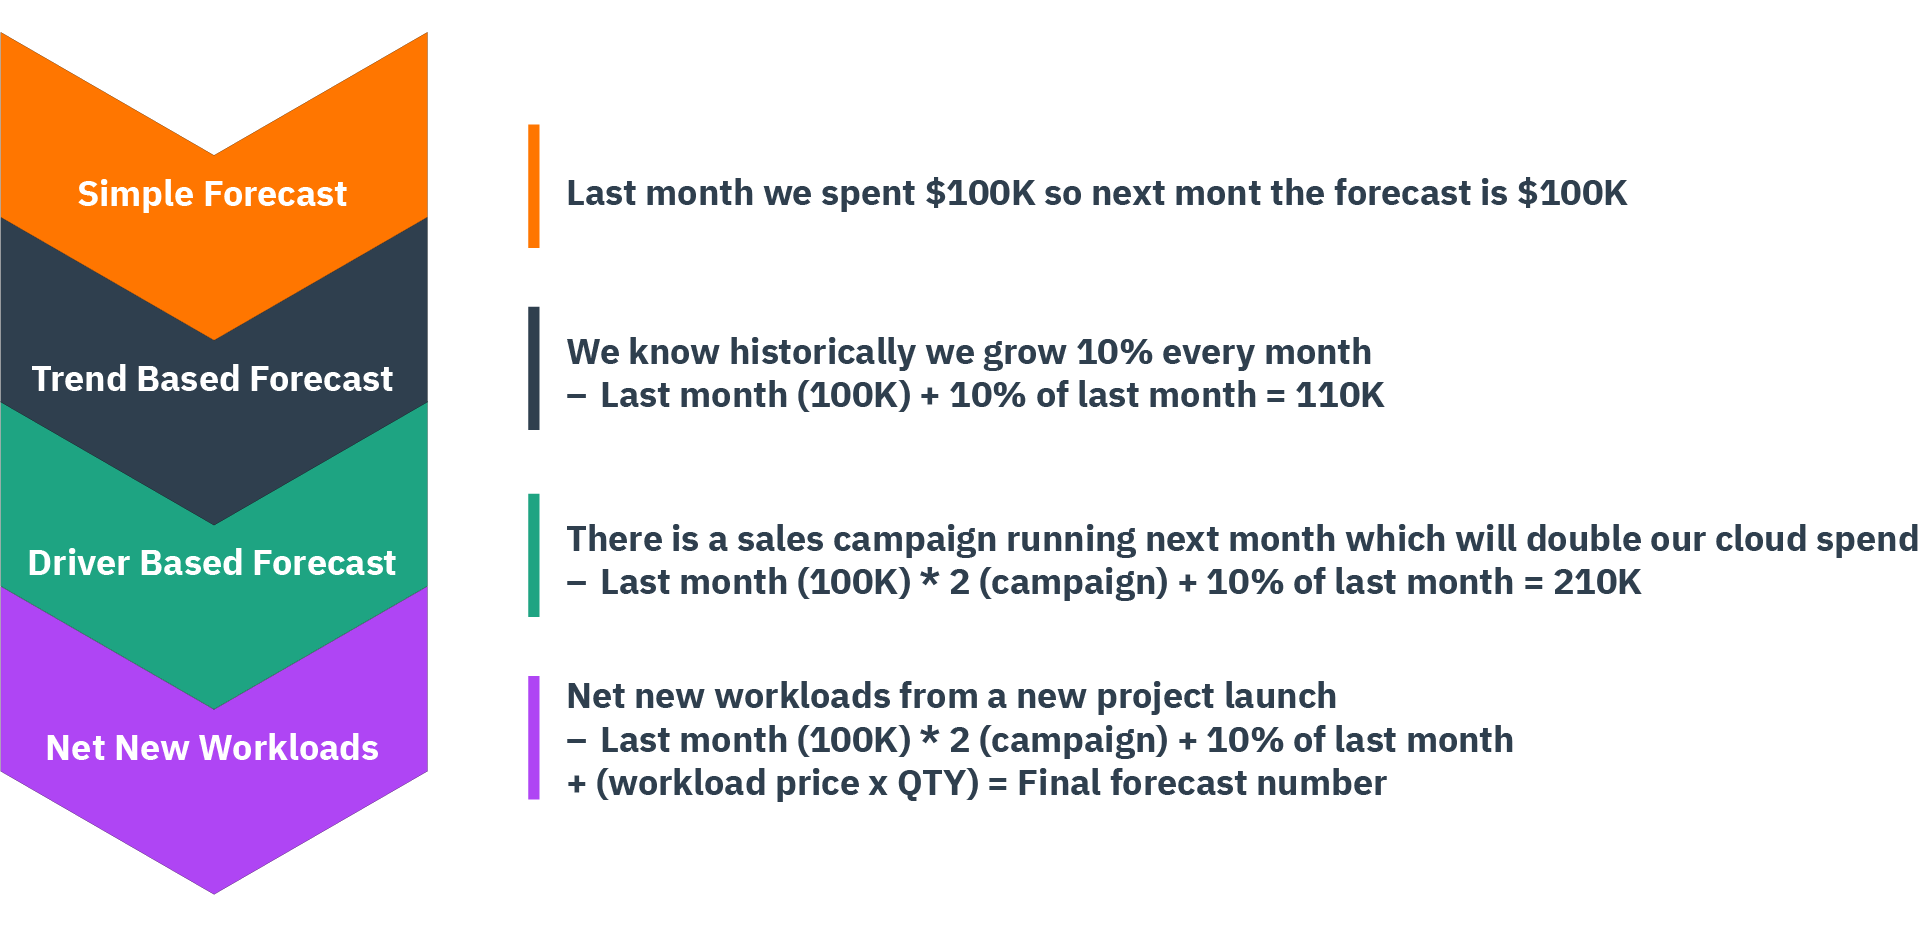 Simple Forecast
Last month we spent $100K so next mont the forecast is $100K
Trend Based Forecast
We know historically we grow 10% every month
– Last month (100K) + 10% of last month = 110K
Driver Based Forecast
There is a sales campaign running next month which will double our cloud spend
– Last month (100K) * 2 (campaign) + 10% of last month = 210K
Net New Workloads
Net new workloads from a new project launch
– Last month (100K) * 2 (campaign) + 10% of last month
+ (workload price x QTY) = Final forecast number